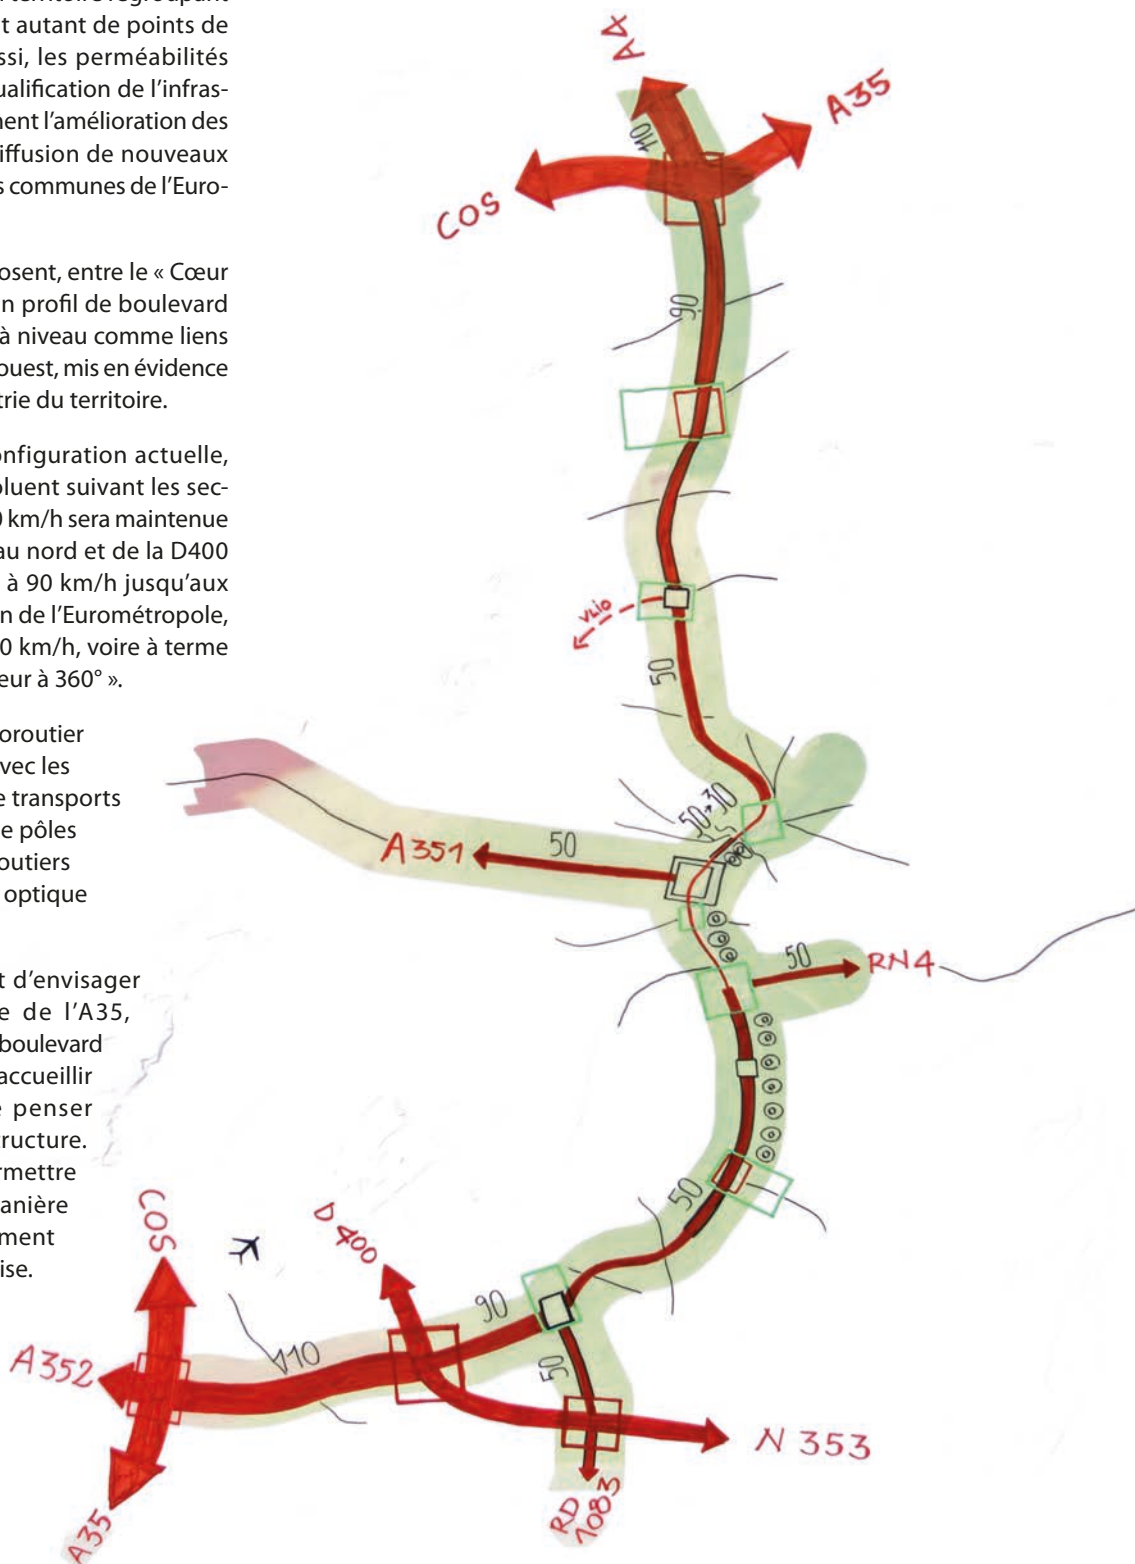 territoire regroupant
t autant de points de
ssi, les perméabilités
ualification de l'infras-
nent l'amélioration des
iffusion de nouveaux
s communes de l'Euro-
osent, entre le « Cœur
n profil de boulevard
à niveau comme liens
ouest, mis en évidence
trie du territoire.
onfiguration actuelle,
oluent suivant les sec-
0 km/h sera maintenue
au nord et de la D400
à 90 km/h jusqu'aux
n de l'Eurométropole,
0 km/h, voire à terme
eur à 360° ».
oroutier
vec les
e transports
e pôles
outiers
optique
t d'envisager
e de l'A35,
boulevard
accueillir
e penser
ructure.
rmettre
anière
ment
ise.
A4
A35
110
COS
90
VLIO
50
50→30
A351
50
50
RN4
50
COS
D400
90
A352
110
50
N 353
A35
RD
1083